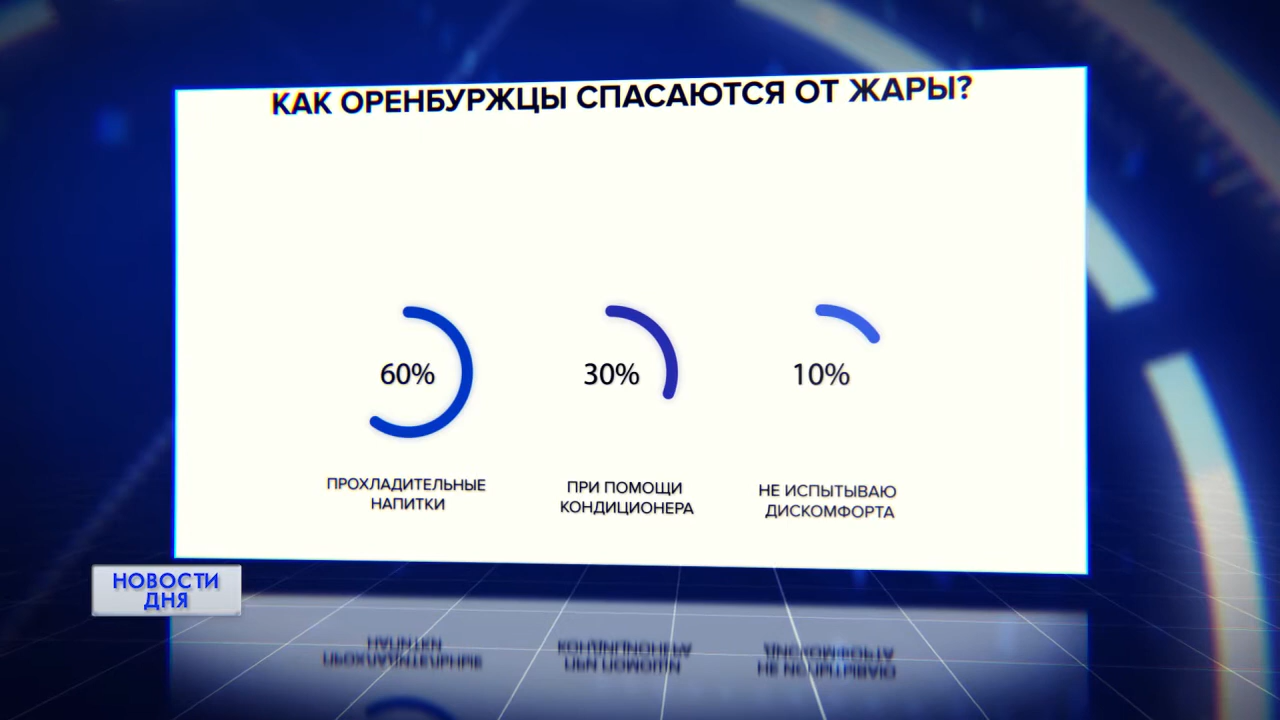 КАК ОРЕНБУРЖЦЫ СПАСАЮТСЯ ОТ ЖАРЫ?
60%
30%
10%
ПРОХЛАДИТЕЛЬНЫЕ
НАПИТКИ
ПРИ ПОМОЩИ
КОНДИЦИОНЕРА
НЕ ИСПЫТЫВАЮ
ДИСКОМФОРТА
НОВОСТИ
ДНЯ